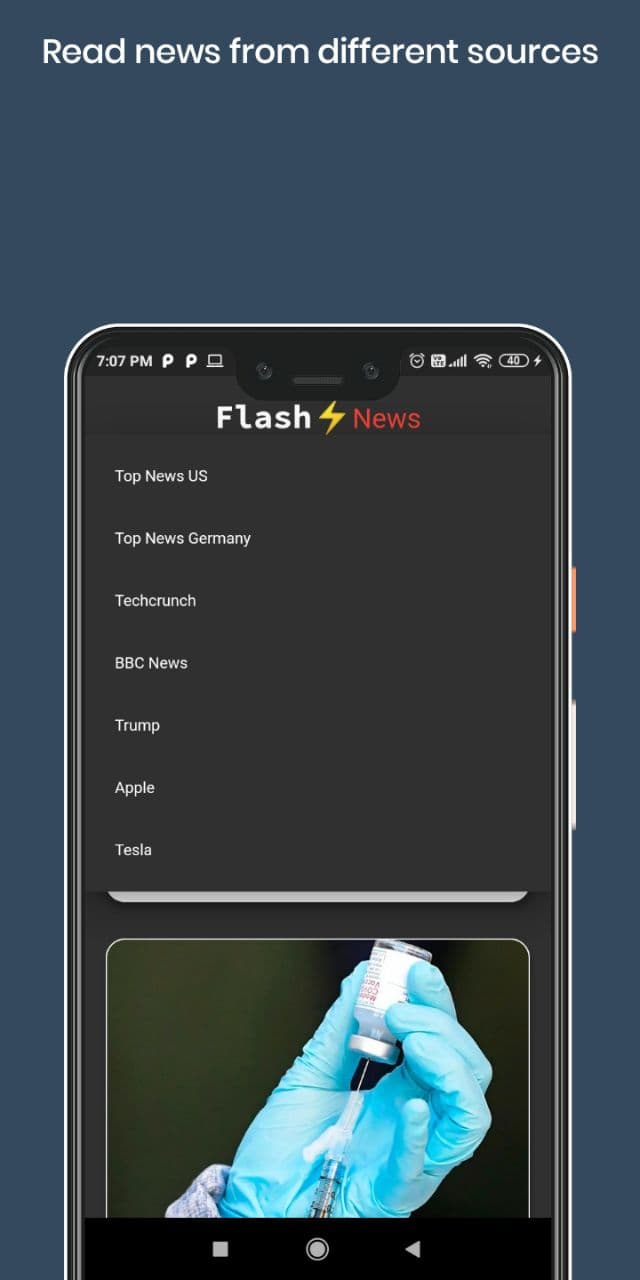 Read news from different sources
7:07 PM
40
Flash⚡News
Top News US
Top News Germany
Techcrunch
BBC News
Trump
Apple
Tesla